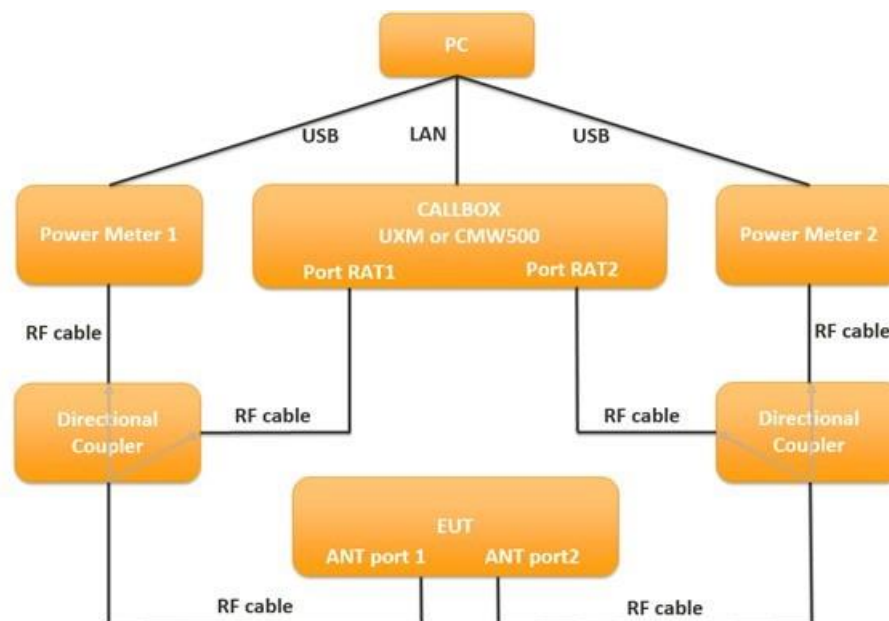 PC
USB
LAN
USB
Power Meter 1
CALLBOX
UXM or CMW500
Port RAT1
Port RAT2
Power Meter 2
RF cable
RF cable
Directional
Coupler
RF cable
RF cable
Directional
Coupler
EUT
ANT port 1
ANT port2
RF cable
RF cable